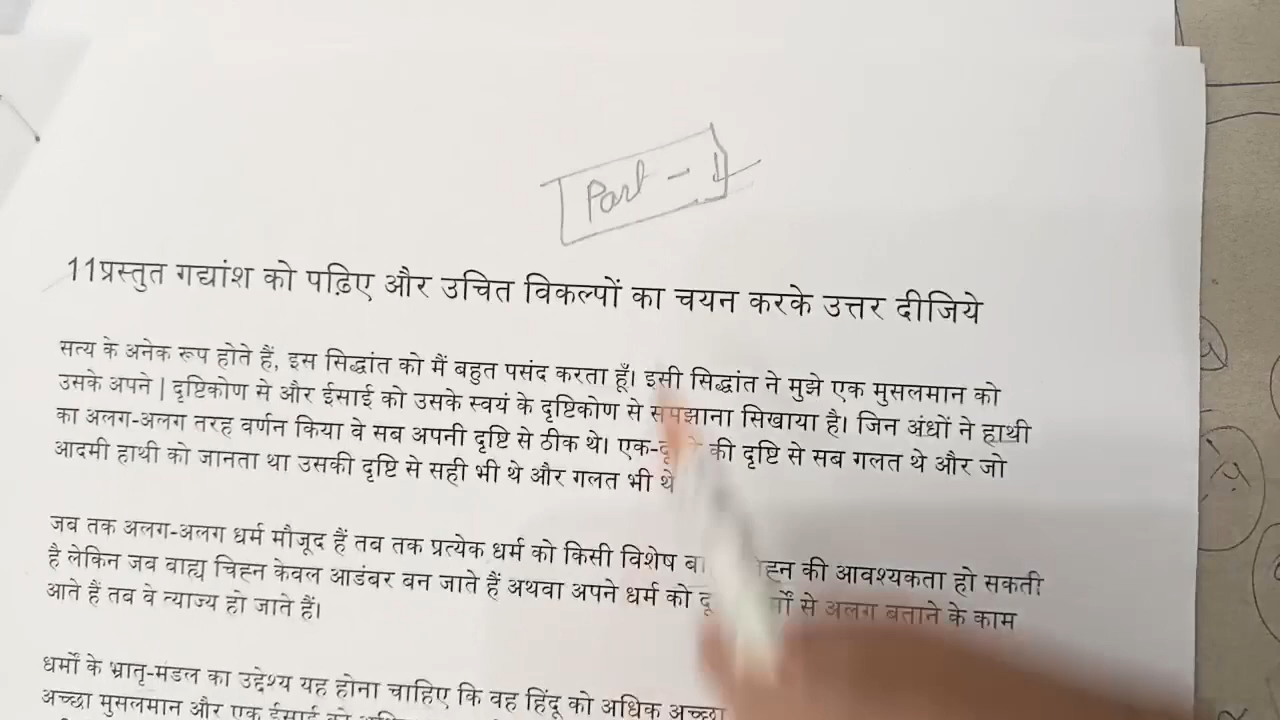 Part - 1
11प्रस्तुत गद्यांश को पढ़िए और उचित विकल्पों का चयन करके उत्तर दीजिये
सत्य के अनेक रूप होते हैं, इस सिद्धांत को मैं बहुत पसंद करता हूँ। इसी सिद्धांत ने मुझे एक मुसलमान को
उसके अपने | दृष्टिकोण से और ईसाई को उसके स्वयं के दृष्टिकोण से समझाना सिखाया है। जिन अंधों ने हाथी
का अलग-अलग तरह वर्णन किया वे सब अपनी दृष्टि से ठीक थे। की दृष्टि से सब गलत थे और जो
आदमी हाथी को जानता था उसकी दृष्टि से सही भी थे और गलत भी थे
जब तक अलग-अलग धर्म मौजूद हैं तव तक प्रत्येक धर्म को किसी विशेष की आवश्यकता हो सकती
है लेकिन जब वाह्य चिह्न केवल आडंबर बन जाते हैं अथवा अपने धर्म को से अलग बताने के काम
आते हैं तब वे त्याज्य हो जाते हैं।
धर्मों के भ्रातृ-मंडल का उद्देश्य यह होना चाहिए कि वह हिंदू को अधिक अच्छा
अच्छा मुसलमान और एक ईसाई को